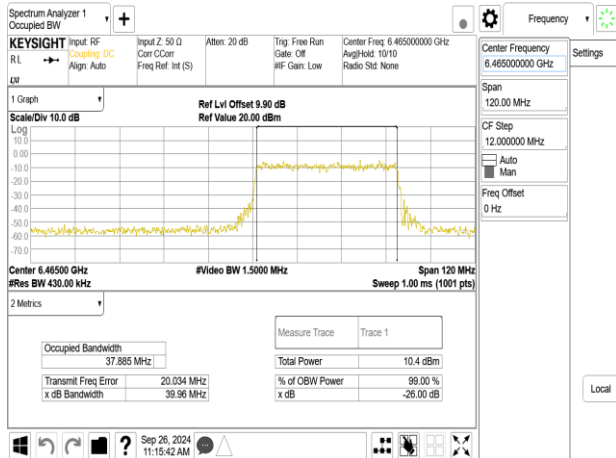 Spectrum Analyzer 1
Occupied BW
+
Frequency
KEYSIGHT
RL
LXI
Input: RF
Coupling: DC
Align: Auto
Input Z: 50 Ω
Corr CCorr
Freq Ref: Int (S)
Atten: 20 dB
Trig: Free Run
Gate: Off
#IF Gain: Low
Center Freq: 6.465000000 GHz
Avg|Hold: 10/10
Radio Std: None
Center Frequency
6.465000000 GHz
Settings
Span
120.00 MHz
CF Step
12.000000 MHz
Auto
Man
Freq Offset
0 Hz
Local
1 Graph
Scale/Div 10.0 dB
Ref Lvl Offset 9.90 dB
Ref Value 20.00 dBm
Log
10.0
0.00
-10.0
-20.0
-30.0
-40.0
-50.0
-60.0
-70.0
Center 6.46500 GHz
#Res BW 430.00 kHz
#Video BW 1.5000 MHz
Span 120 MHz
Sweep 1.00 ms (1001 pts)
2 Metrics
Measure Trace Trace 1
Occupied Bandwidth
37.885 MHz
Total Power 10.4 dBm
Transmit Freq Error 20.034 MHz
% of OBW Power 99.00 %
x dB Bandwidth 39.96 MHz
x dB -26.00 dB
?
Sep 26, 2024
11:15:42 AM